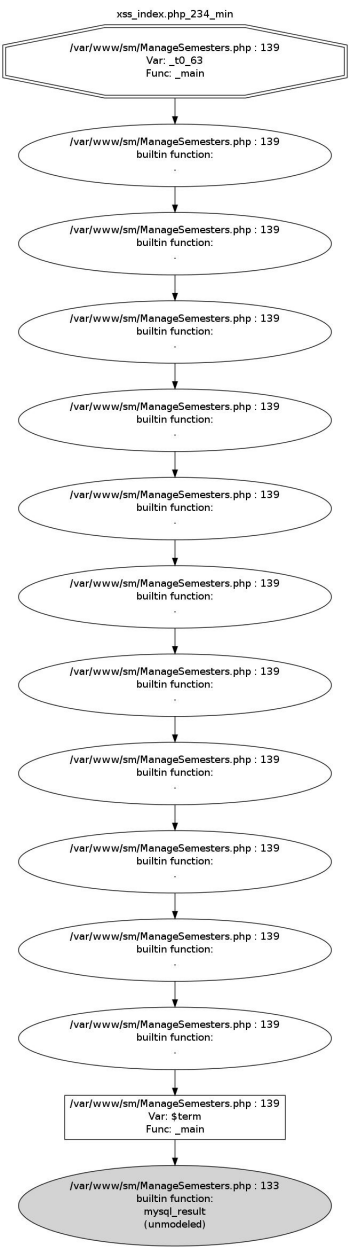 xss_index.php_234_min
/var/www/sm/ManageSemesters.php : 139
Var: _t0_63
Func: _main
/var/www/sm/ManageSemesters.php : 139
builtin function:
.
/var/www/sm/ManageSemesters.php : 139
builtin function:
.
/var/www/sm/ManageSemesters.php : 139
builtin function:
.
/var/www/sm/ManageSemesters.php : 139
builtin function:
.
/var/www/sm/ManageSemesters.php : 139
builtin function:
.
/var/www/sm/ManageSemesters.php : 139
builtin function:
.
/var/www/sm/ManageSemesters.php : 139
builtin function:
.
/var/www/sm/ManageSemesters.php : 139
builtin function:
.
/var/www/sm/ManageSemesters.php : 139
builtin function:
.
/var/www/sm/ManageSemesters.php : 139
builtin function:
.
/var/www/sm/ManageSemesters.php : 139
builtin function:
.
/var/www/sm/ManageSemesters.php : 139
Var: $term
Func: _main
/var/www/sm/ManageSemesters.php : 133
builtin function:
mysql_result
(unmodeled)